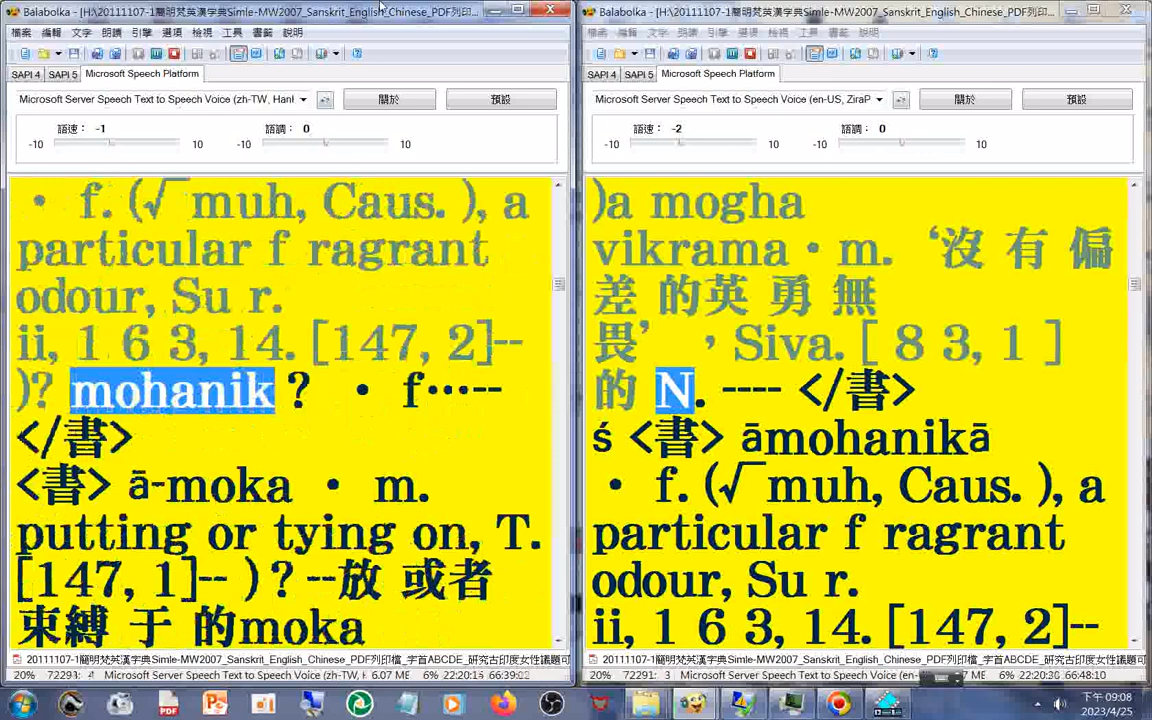 Balabolka - [H:\20111107-1簡明梵英漢字典Simle-MW2007_Sanskrit_English_Chinese_PDF列印...
檔案 編輯 文字 朗讀 引擎 選項 檢視 工具 書籤 說明
SAPI 4 SAPI 5 Microsoft Speech Platform
Microsoft Server Speech Text to Speech Voice (zh-TW, HanH
關於 預設
語速： -1 語調： 0
-10 10 -10 10
• f. (√ muh, Caus. ), a
particular f ragrant
odour, Su r.
ii, 1 6 3, 14. [147, 2]--
)? mohanik ? • f…--
</書>
<書> ā-moka • m.
putting or tying on, T.
[147, 1]-- ) ? --放 或者
束縛 于 的moka
20111107-1簡明梵英漢字典Simle-MW2007_Sanskrit_English_Chinese_PDF列印檔_字首ABCDE_研究古印度女性議題可
20% 72293: 4 Microsoft Server Speech Text to Speech Voice (zh-TW, H 6.07 ME 6% 22:20:15 66:39:02
Balabolka - [H:\20111107-1簡明梵英漢字典Simle-MW2007_Sanskrit_English_Chinese_PDF列印...
檔案 編輯 文字 朗讀 引擎 選項 檢視 工具 書籤 說明
SAPI 4 SAPI 5 Microsoft Speech Platform
Microsoft Server Speech Text to Speech Voice (en-US, ZiraP
關於 預設
語速： -2 語調： 0
-10 10 -10 10
)a mogha
vikrama • m. ‘沒 有 偏
差 的英 勇 無
畏’ ，Siva. [ 8 3, 1 ]
的 N. ---- </書>
ś <書> āmohanikā
• f. (√ muh, Caus. ), a
particular f ragrant
odour, Su r.
ii, 1 6 3, 14. [147, 2]--
20111107-1簡明梵英漢字典Simle-MW2007_Sanskrit_English_Chinese_PDF列印檔_字首ABCDE_研究古印度女性議題可
20% 72291: 3 Microsoft Server Speech Text to Speech Voice 6% 22:20:30 66:48:10
下午 09:08
2023/4/25